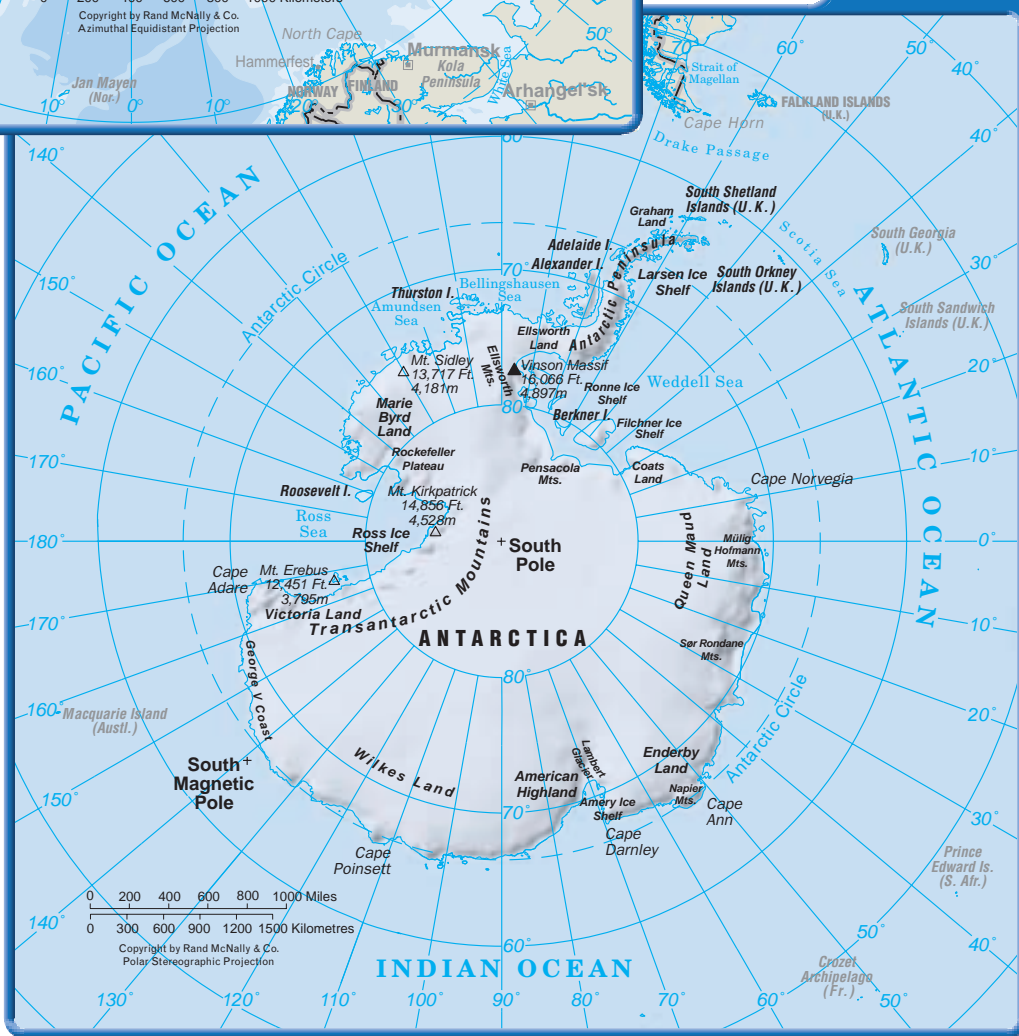 0 200 400 600 800 1000 Kilometers
Copyright by Rand McNally & Co.
Azimuthal Equidistant Projection
North Cape
Hammerfest
Murmansk
Kola
Peninsula
White Sea
Arhangel'sk
Jan Mayen
(Nor.)
NORWAY
FINLAND
10°
0°
10°
20°
30°
50°
70°
60°
50°
40°
Strait of
Magellan
FALKLAND ISLANDS
(U.K.)
Cape Horn
Drake Passage
40°
60
140°
PACIFIC OCEAN
South Shetland
Islands (U.K.)
Graham
Land
Scotia Sea
South Georgia
(U.K.)
Adelaide I.
Alexander I.
Antarctic Peninsula
Larsen Ice
Shelf
South Orkney
Islands (U.K.)
30°
150°
Antarctic Circle
70°
Bellingshausen
Sea
Thurston I.
Amundsen
Sea
ATLANTIC OCEAN
South Sandwich
Islands (U.K.)
Ellsworth
Land
Ellsworth
Mts.
Mt. Sidley
13,717 Ft.
4,181m
Vinson Massif
16,066 Ft.
4,897m
Ronne Ice
Shelf
Weddell Sea
20°
160°
80°
Marie
Byrd
Land
Berkner I.
Filchner Ice
Shelf
Rockefeller
Plateau
Pensacola
Mts.
Coats
Land
10°
170°
Cape Norvegia
Roosevelt I.
Mt. Kirkpatrick
14,856 Ft.
4,528m
Ross
Sea
Ross Ice
Shelf
Queen Maud
Land
Mülig
Hofmann
Mts.
180°
South
Pole
0°
Cape
Adare
Mt. Erebus
12,451 Ft.
3,795m
Victoria Land
Transantarctic Mountains
ANTARCTICA
Sør Rondane
Mts.
170°
10°
George V Coast
80°
Antarctic Circle
160°
Macquarie Island
(Austl.)
20°
South
Magnetic
Pole
Wilkes Land
American
Highland
Lambert
Glacier
Enderby
Land
Napier
Mts.
Amery Ice
Shelf
Cape
Ann
150°
70°
Cape
Darnley
30°
Cape
Poinsett
Prince
Edward Is.
(S. Afr.)
0 200 400 600 800 1000 Miles
0 300 600 900 1200 1500 Kilometres
Copyright by Rand McNally & Co.
Polar Stereographic Projection
140°
60°
50°
40°
INDIAN OCEAN
Crozet
Archipelago
(Fr.)
130°
120°
110°
100°
90°
80°
70°
60°
50°